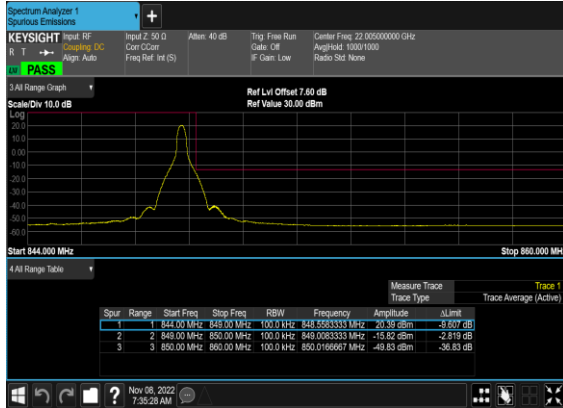 Spectrum Analyzer 1
Spurious Emissions
KEYSIGHT Input: RF Input Z: 50 Ω Atten: 40 dB Trig: Free Run Center Freq: 22.005000000 GHz
R T Coupling: DC Corr CCorr Gate: Off Avg|Hold: 1000/1000
Align: Auto Freq Ref: Int (S) IF Gain: Low Radio Std: None
PASS
3 All Range Graph
Ref Lvl Offset 7.60 dB
Scale/Div 10.0 dB Ref Value 30.00 dBm
Log
20.0
10.0
0.00
-10.0
-20.0
-30.0
-40.0
-50.0
-60.0
Start 844.000 MHz Stop 860.000 MH
4 All Range Table
Measure Trace Trace 1
Trace Type Trace Average (Active)
Spur Range Start Freq Stop Freq RBW Frequency Amplitude ΔLimit
1 1 844.00 MHz 849.00 MHz 100.0 kHz 848.5583333 MHz 20.39 dBm -9.607 dB
2 2 849.00 MHz 850.00 MHz 100.0 kHz 849.0083333 MHz -15.82 dBm -2.819 dB
3 3 850.00 MHz 860.00 MHz 100.0 kHz 850.0166667 MHz -49.83 dBm -36.83 dB
? Nov 08, 2022
7:35:28 AM